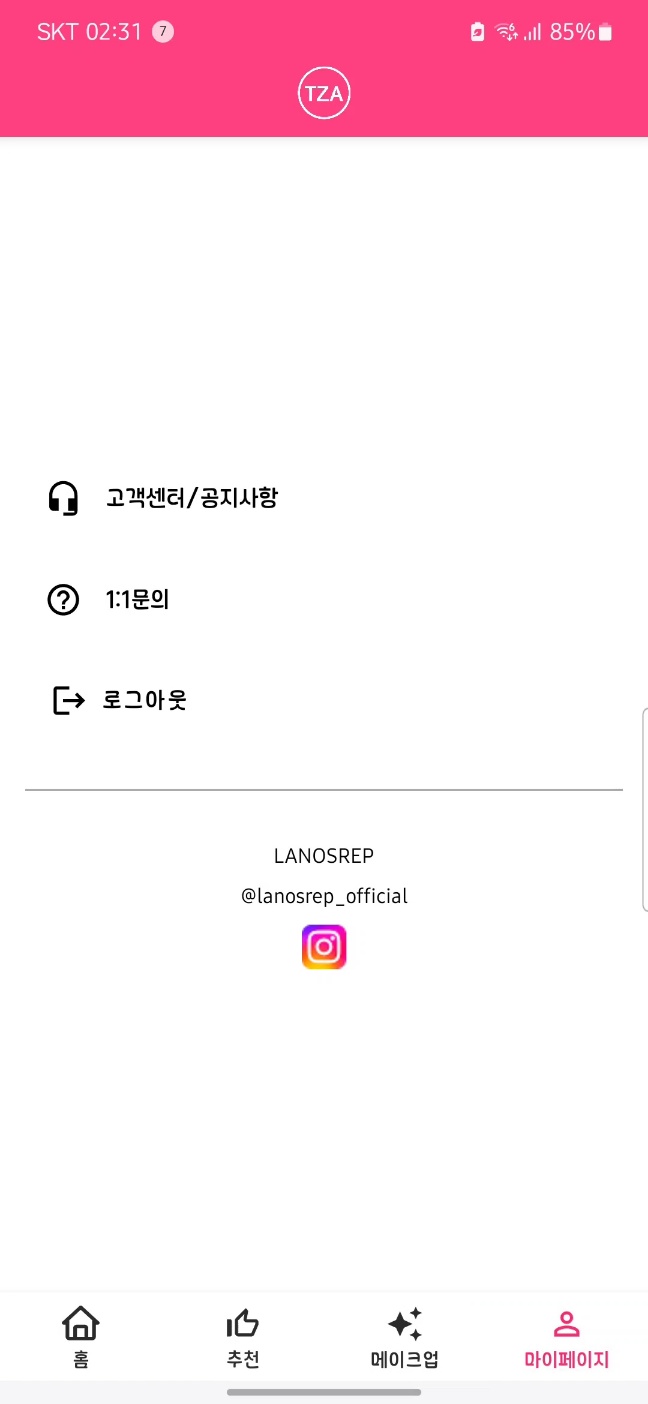 SKT 02:31 7 85%
TZA
고객센터/공지사항
1:1문의
로그아웃
LANOSREP
@lanosrep_official
홈 추천 메이크업 마이페이지